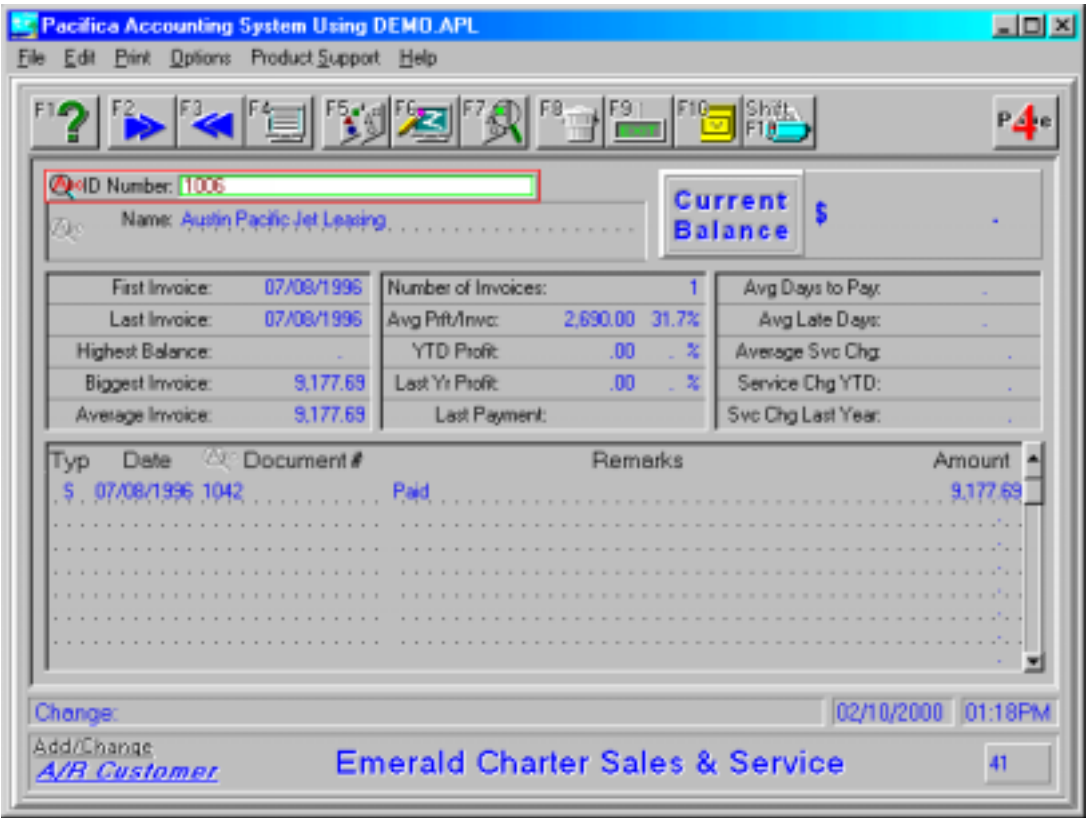 Pacifica Accounting System Using DEMO.APL
File Edit Print Options Product Support Help
F1 F2 F3 F4 F5 F6 F7 F8 F9 F10 Shift F10 Page 4
ID Number: 1006
Name: Austin Pacific Jet Leasing
Current Balance $ .
First Invoice: 07/08/1996 Number of Invoices: 1 Avg Days to Pay: .
Last Invoice: 07/08/1996 Avg Prft/Invc: 2,690.00 31.7% Avg Late Days: .
Highest Balance: . YTD Profit: .00 . % Average Svc Chg: .
Biggest Invoice: 9,177.69 Last Yr Profit: .00 . % Service Chg YTD: .
Average Invoice: 9,177.69 Last Payment: Svc Chg Last Year: .
Typ Date Document # Remarks Amount
S 07/08/1996 1042 Paid 9,177.69
Change: 02/10/2000 01:18PM
Add/Change
A/R Customer Emerald Charter Sales & Service 41